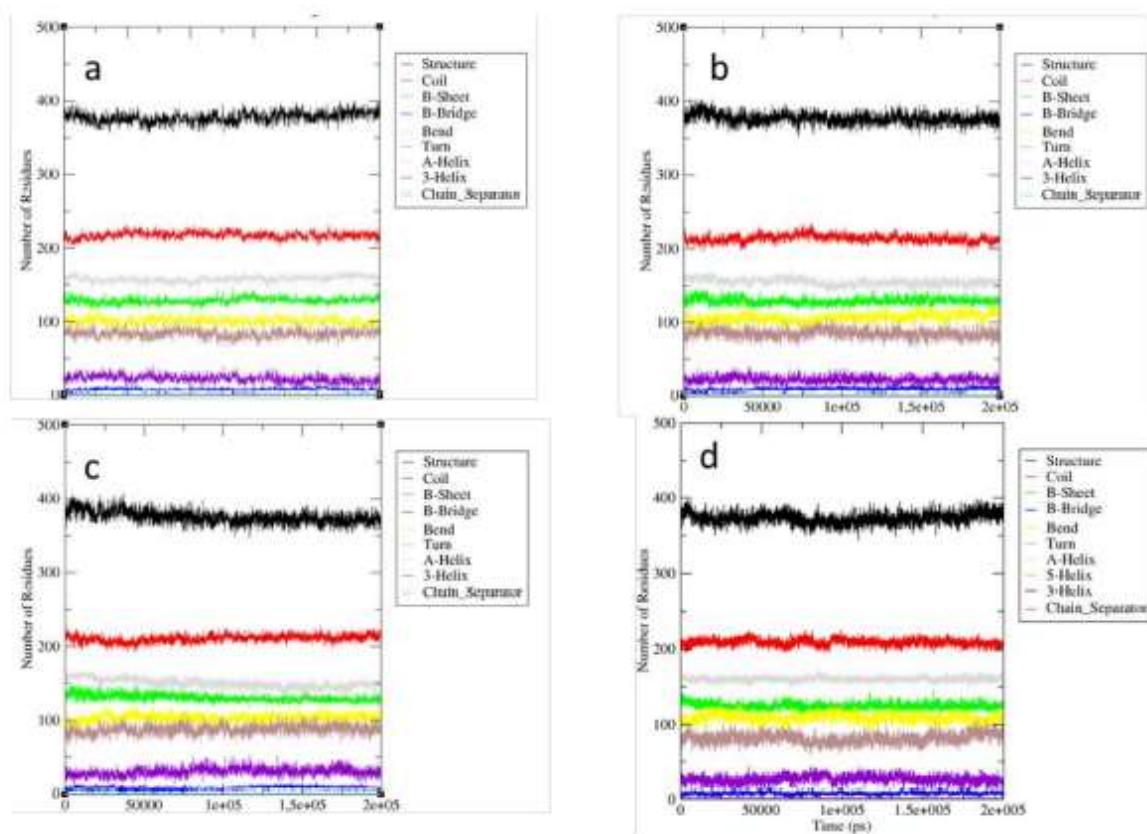 a
500
400
300
200
100
Number of Residues
Structure
Coil
B-Sheet
B-Bridge
Bend
Turn
A-Helix
3-Helix
Chain_Separator
b
500
400
300
200
100
0
Number of Residues
0 50000 1e+05 1.5e+05 2e+05
Structure
Coil
B-Sheet
B-Bridge
Bend
Turn
A-Helix
3-Helix
Chain_Separator
c
500
400
300
200
100
0
Number of Residues
0 50000 1e+05 1.5e+05 2e+05
Structure
Coil
B-Sheet
B-Bridge
Bend
Turn
A-Helix
3-Helix
Chain_Separator
d
500
400
300
200
100
0
Number of Residues
0 50000 1e+05 1.5e+05 2e+05
Time (ps)
Structure
Coil
B-Sheet
B-Bridge
Bend
Turn
A-Helix
5-Helix
3-Helix
Chain_Separator